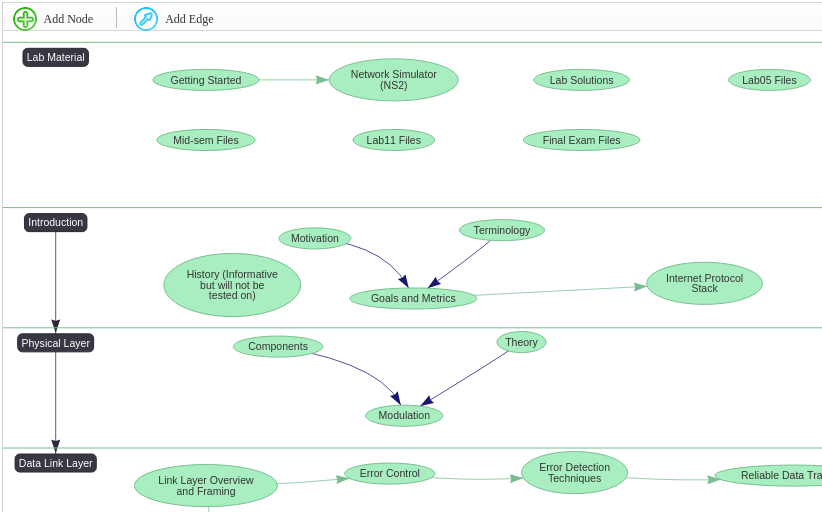 Add Node
Add Edge
Lab Material
Getting Started
Network Simulator
(NS2)
Lab Solutions
Lab05 Files
Mid-sem Files
Lab11 Files
Final Exam Files
Introduction
Motivation
Terminology
History (Informative
but will not be
tested on)
Goals and Metrics
Internet Protocol
Stack
Physical Layer
Components
Theory
Modulation
Data Link Layer
Link Layer Overview
and Framing
Error Control
Error Detection
Techniques
Reliable Data Tra